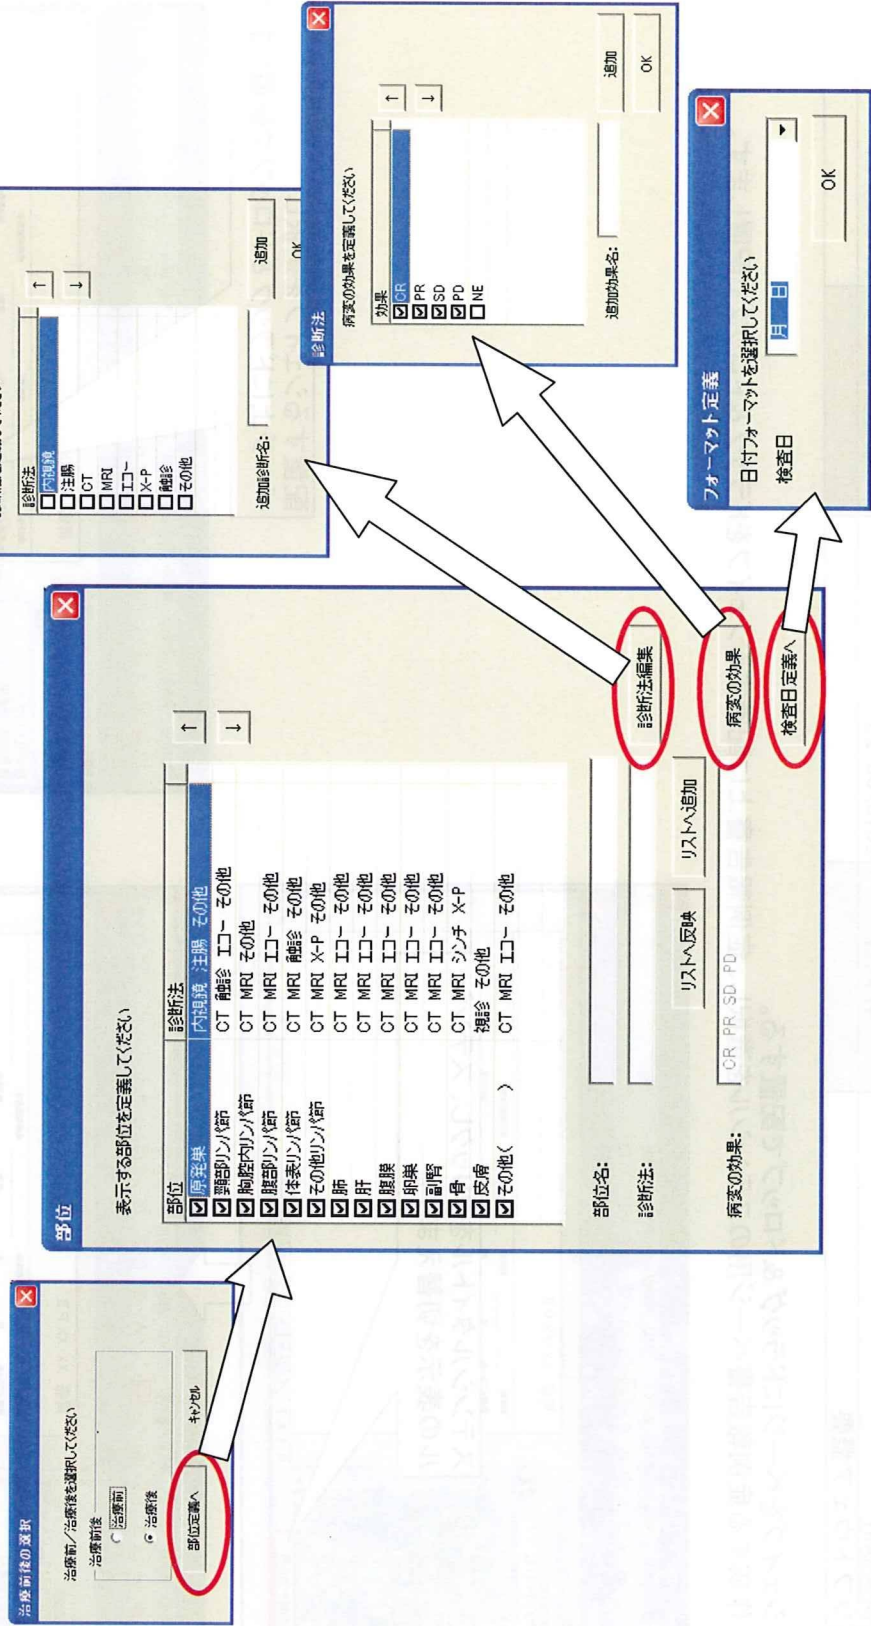 治療前後の選択
治療前/治療後を選択してください
治療前後
治療前
治療後
部位定義へ
キャンセル
部位
表示する部位を定義してください
部位 診断法
原発巣 内視鏡 注腸 その他
頸部リンパ節 CT 触診 エコー その他
胸腔内リンパ節 CT MRI その他
腹部リンパ節 CT MRI エコー その他
体表リンパ節 CT MRI 触診 その他
その他リンパ節 CT MRI X-P その他
肺 CT MRI エコー その他
肝 CT MRI エコー その他
腹膜 CT MRI エコー その他
卵巣 CT MRI エコー その他
副腎 CT MRI エコー その他
骨 CT MRI シンチ X-P
皮膚 視診 その他
その他( ) CT MRI エコー その他
↑
↓
部位名:
診断法:
診断法編集
リストへ反映
リストへ追加
病変の効果: CR PR SD PD
病変の効果
検査日定義へ
診断法
内視鏡
注腸
CT
MRI
エコー
X-P
触診
その他
↑
↓
追加診断名:
追加
OK
診断法
病変の効果を定義してください
効果
CR
PR
SD
PD
NE
↑
↓
追加効果名:
追加
OK
フォーマット定義
日付フォーマットを選択してください
検査日 月 日
OK